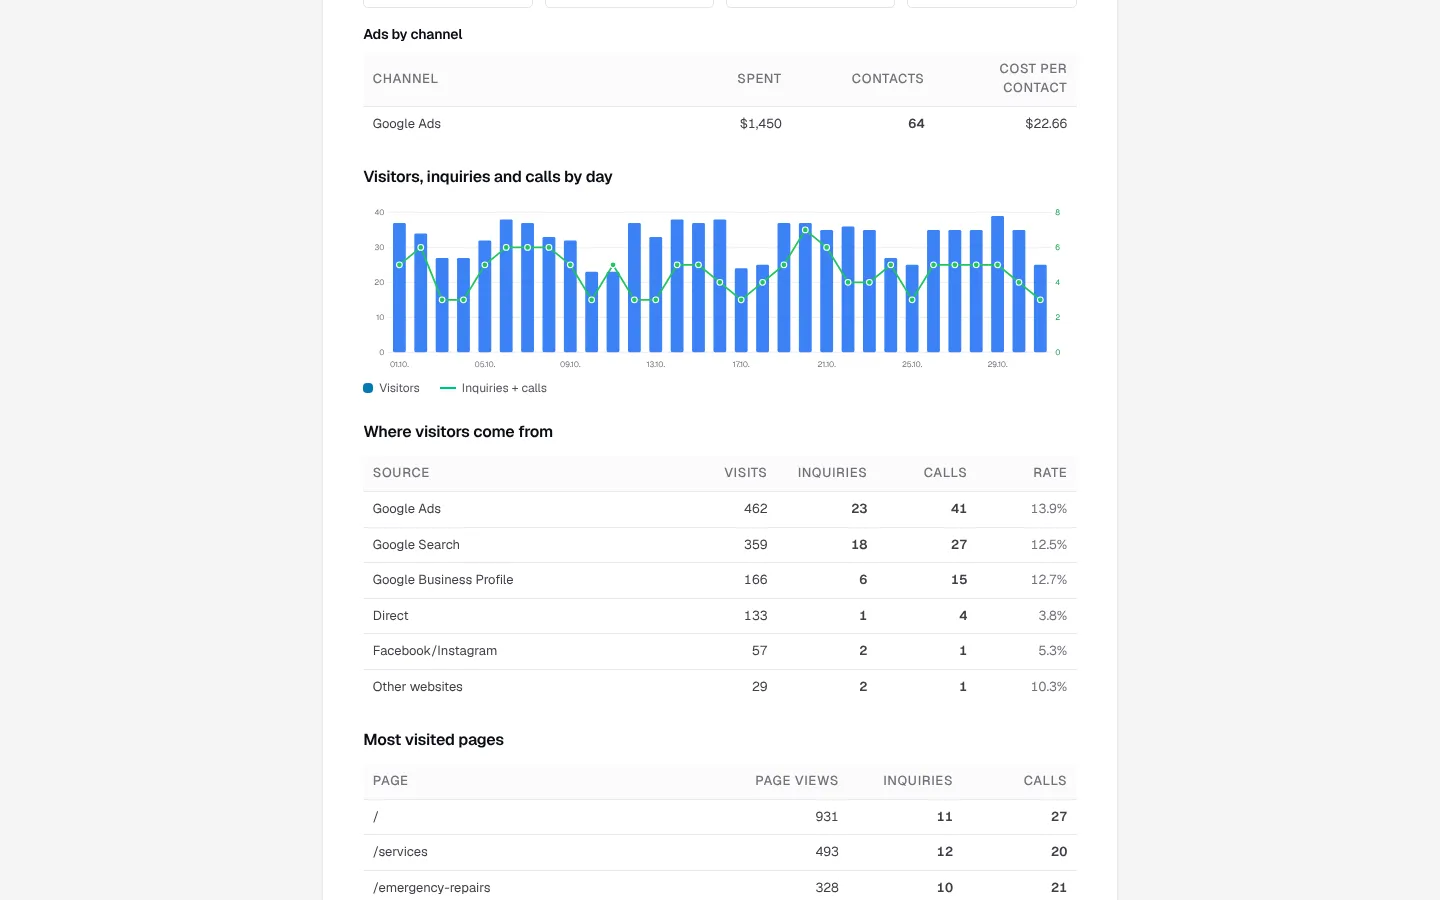 Ads by channel
CHANNEL SPENT CONTACTS COST PER CONTACT
Google Ads $1,450 64 $22.66
Visitors, inquiries and calls by day
40 8
30 6
20 4
10 2
0 0
01.10. 05.10. 09.10. 13.10. 17.10. 21.10. 25.10. 29.10.
Visitors Inquiries + calls
Where visitors come from
SOURCE VISITS INQUIRIES CALLS RATE
Google Ads 462 23 41 13.9%
Google Search 359 18 27 12.5%
Google Business Profile 166 6 15 12.7%
Direct 133 1 4 3.8%
Facebook/Instagram 57 2 1 5.3%
Other websites 29 2 1 10.3%
Most visited pages
PAGE PAGE VIEWS INQUIRIES CALLS
/ 931 11 27
/services 493 12 20
/emergency-repairs 328 10 21